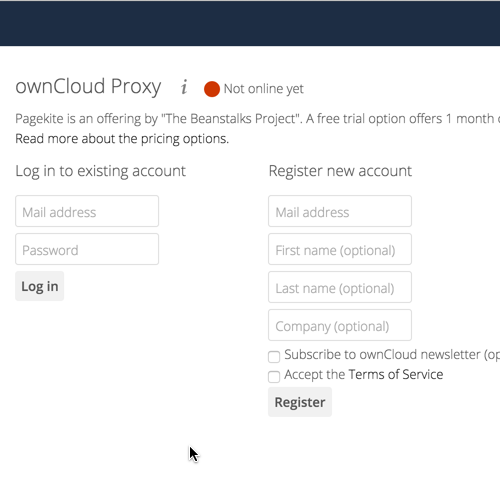 ownCloud Proxy i Not online yet
Pagekite is an offering by "The Beanstalks Project". A free trial option offers 1 month
Read more about the pricing options.
Log in to existing account
Mail address
Password
Log in
Register new account
Mail address
First name (optional)
Last name (optional)
Company (optional)
Subscribe to ownCloud newsletter (op
Accept the Terms of Service
Register